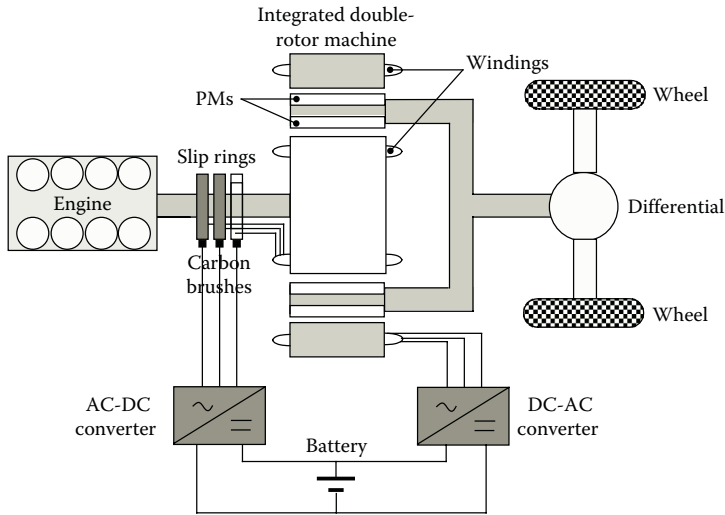 Integrated double-
rotor machine
Windings
PMs
Wheel
Slip rings
Engine
Differential
Carbon
brushes
Wheel
AC-DC
converter
DC-AC
converter
Battery